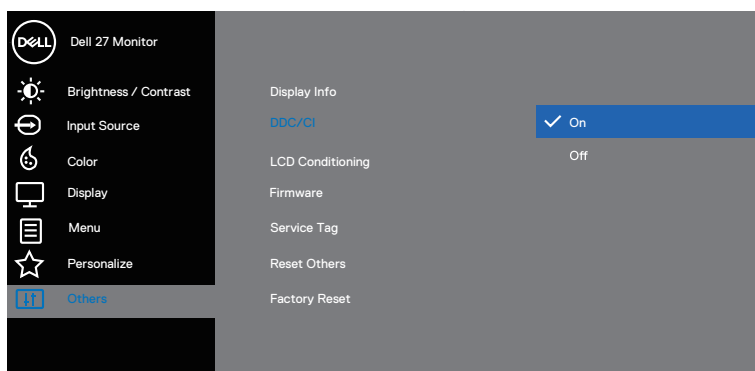 DELL
Dell 27 Monitor
Brightness / Contrast
Input Source
Color
Display
Menu
Personalize
Others
Display Info
DDC/CI
LCD Conditioning
Firmware
Service Tag
Reset Others
Factory Reset
On
Off